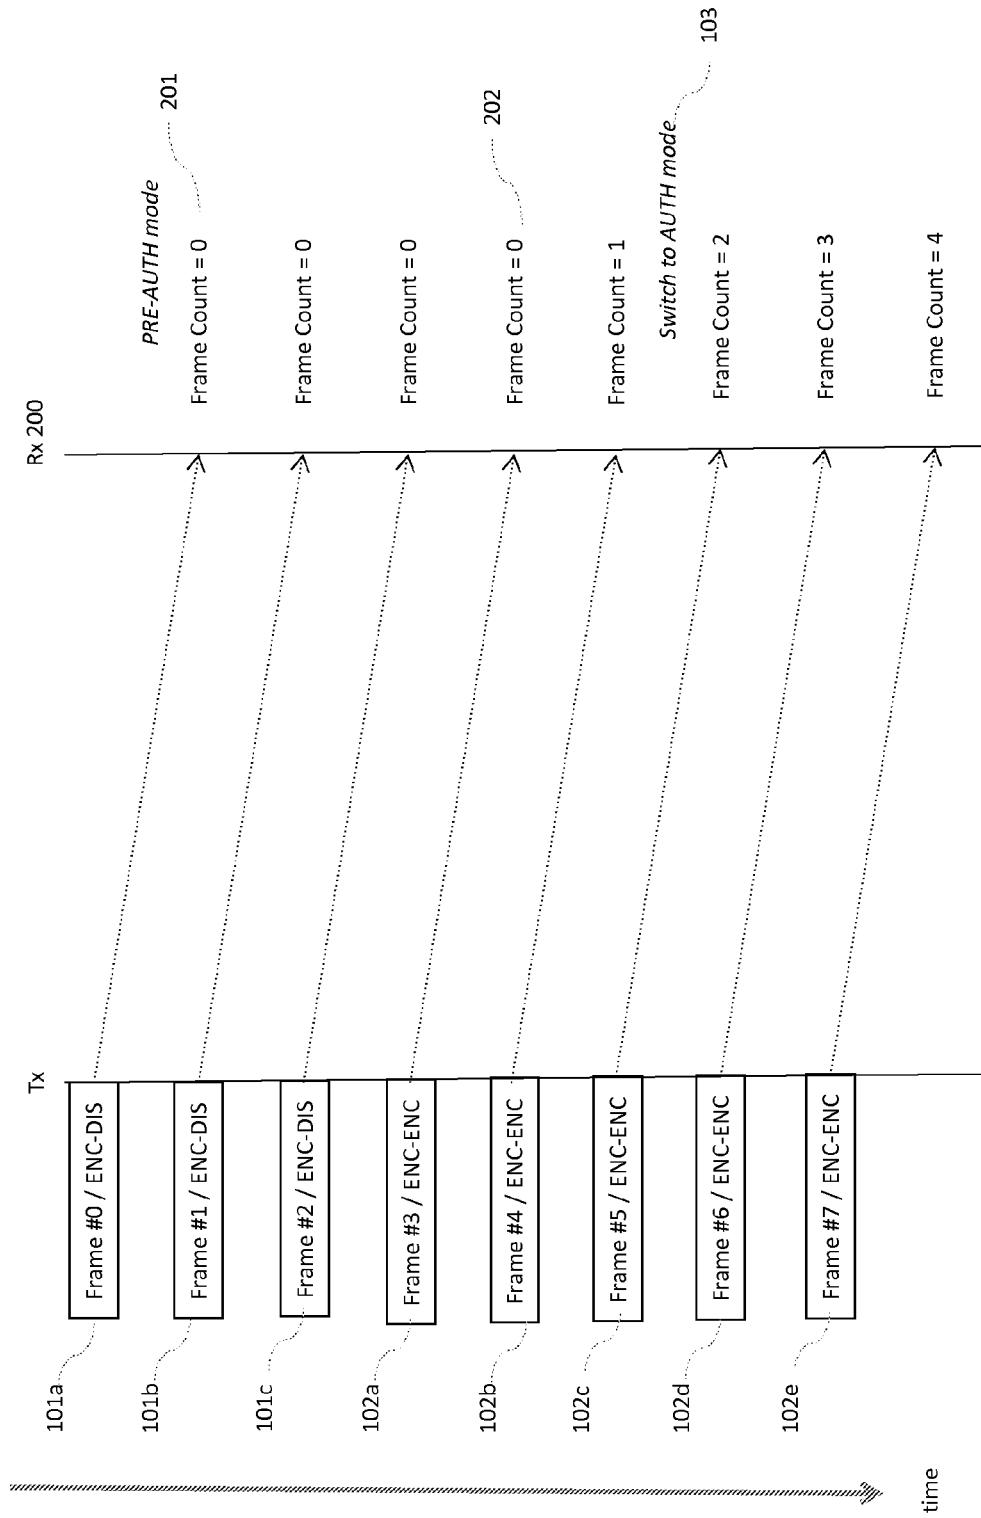 Tx
Rx 200
PRE-AUTH mode
201
101a
Frame #0 / ENC-DIS
Frame Count = 0
101b
Frame #1 / ENC-DIS
Frame Count = 0
101c
Frame #2 / ENC-DIS
Frame Count = 0
102a
Frame #3 / ENC-ENC
Frame Count = 0
202
102b
Frame #4 / ENC-ENC
Frame Count = 1
102c
Frame #5 / ENC-ENC
Switch to AUTH mode
103
Frame Count = 2
102d
Frame #6 / ENC-ENC
Frame Count = 3
102e
Frame #7 / ENC-ENC
Frame Count = 4
time